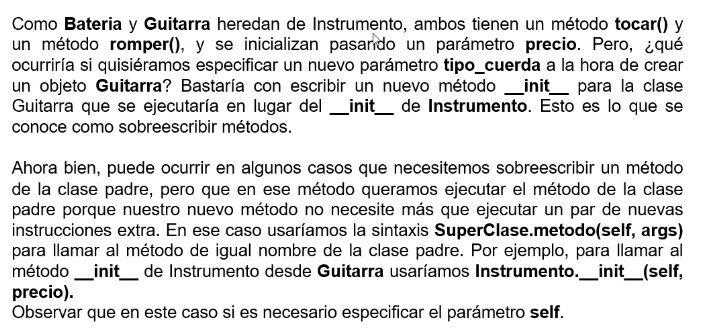 Como Bateria y Guitarra heredan de Instrumento, ambos tienen un método tocar() y
un método romper(), y se inicializan pasando un parámetro precio. Pero, ¿qué
ocurriría si quisiéramos especificar un nuevo parámetro tipo_cuerda a la hora de crear
un objeto Guitarra? Bastaría con escribir un nuevo método __init__ para la clase
Guitarra que se ejecutaría en lugar del __init__ de Instrumento. Esto es lo que se
conoce como sobreescribir métodos.
Ahora bien, puede ocurrir en algunos casos que necesitemos sobreescribir un método
de la clase padre, pero que en ese método queramos ejecutar el método de la clase
padre porque nuestro nuevo método no necesite más que ejecutar un par de nuevas
instrucciones extra. En ese caso usaríamos la sintaxis SuperClase.metodo(self, args)
para llamar al método de igual nombre de la clase padre. Por ejemplo, para llamar al
método __init__ de Instrumento desde Guitarra usaríamos Instrumento.__init__(self,
precio).
Observar que en este caso si es necesario especificar el parámetro self.